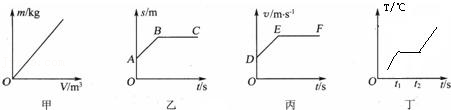 m/kg
O
V/m³
甲
s/m
B
C
A
O
t/s
乙
v/m·s⁻¹
E
F
D
O
t/s
丙
T/℃
O
t₁
t₂
t/s
丁